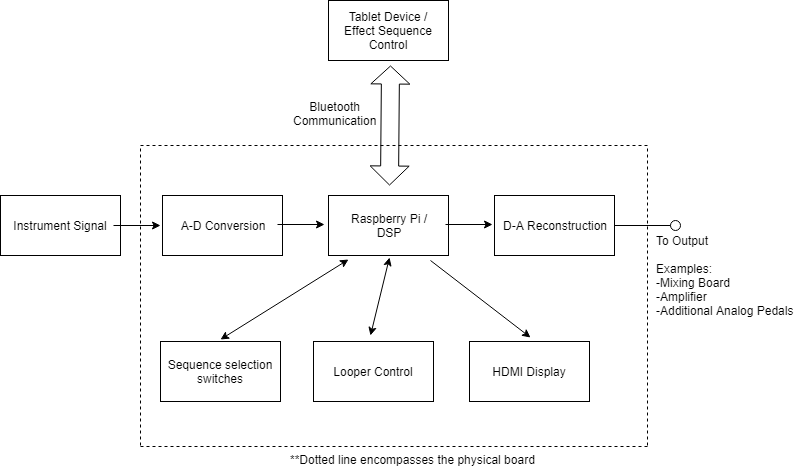 Tablet Device /
Effect Sequence
Control
Bluetooth
Communication
Instrument Signal
A-D Conversion
Raspberry Pi /
DSP
D-A Reconstruction
To Output
Examples:
-Mixing Board
-Amplifier
-Additional Analog Pedals
Sequence selection
switches
Looper Control
HDMI Display
**Dotted line encompasses the physical board